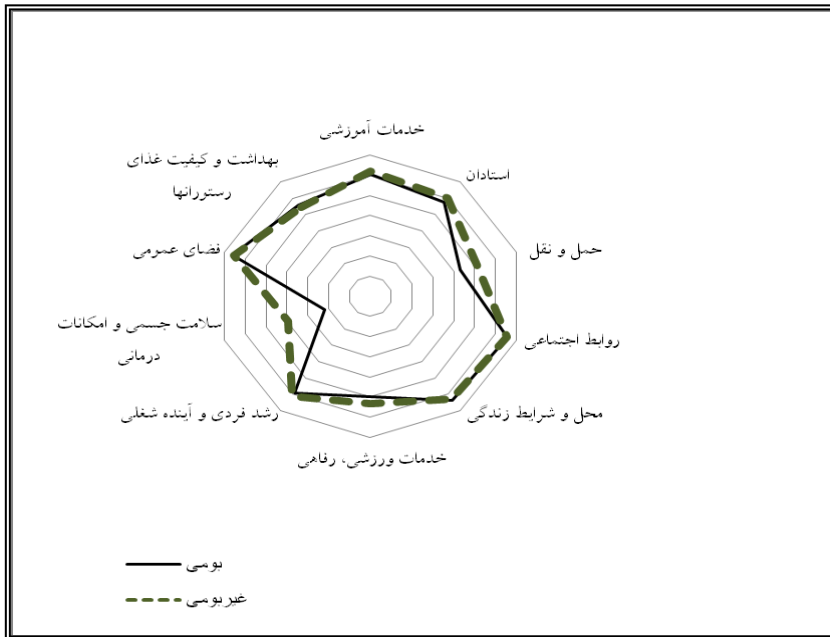 خدمات آموزشی
استادان
حمل و نقل
روابط اجتماعی
محل و شرایط زندگی
خدمات ورزشی، رفاهی
رشد فردی و آینده شغلی
سلامت جسمی و امکانات
درمانی
فضای عمومی
بهداشت و کیفیت غذای
رستورانها
بومی
غیربومی